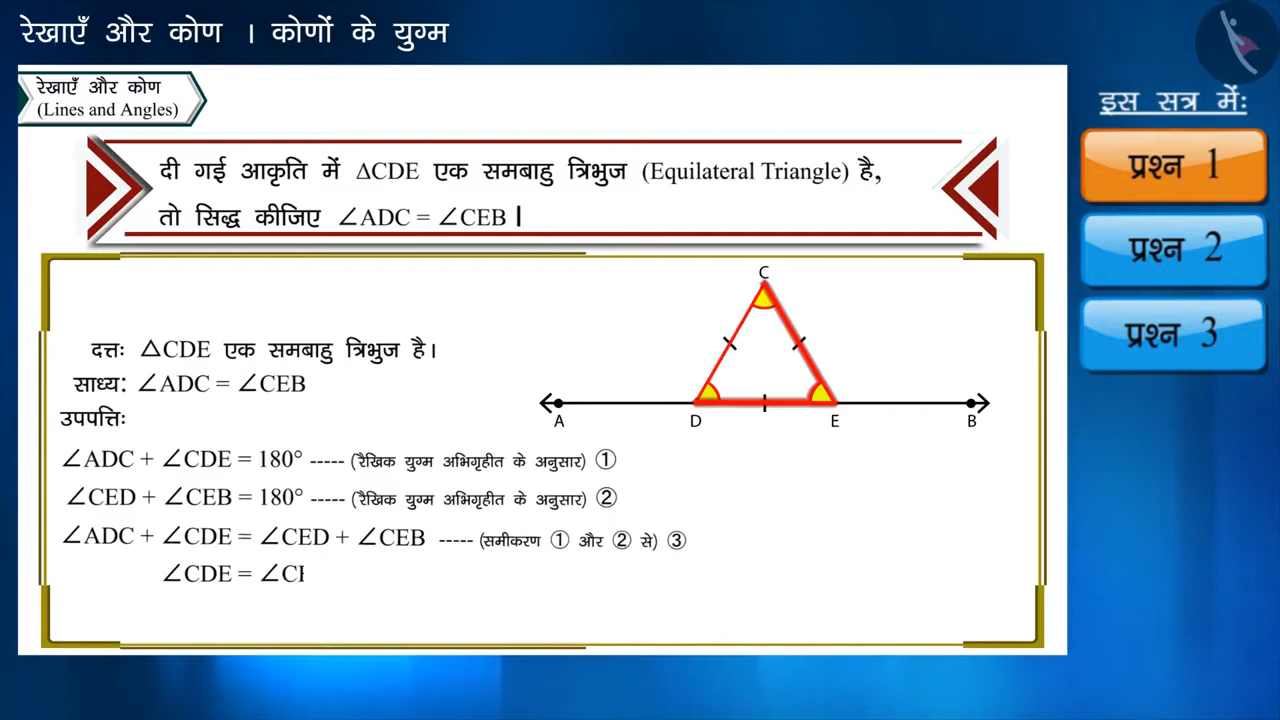 रेखाएँ और कोण । कोणों के युग्म
रेखाएँ और कोण
(Lines and Angles)
इस सत्र में:
प्रश्न 1
प्रश्न 2
प्रश्न 3
दी गई आकृति में ΔCDE एक समबाहु त्रिभुज (Equilateral Triangle) है,
तो सिद्ध कीजिए ∠ADC = ∠CEB |
C
A
D
E
B
दत्तः △CDE एक समबाहु त्रिभुज है।
साध्य: ∠ADC = ∠CEB
उपपत्तिः
∠ADC + ∠CDE = 180° ----- (रैखिक युग्म अभिगृहीत के अनुसार) ①
∠CED + ∠CEB = 180° ----- (रैखिक युग्म अभिगृहीत के अनुसार) ②
∠ADC + ∠CDE = ∠CED + ∠CEB ----- (समीकरण ① और ② से) ③
∠CDE = ∠C